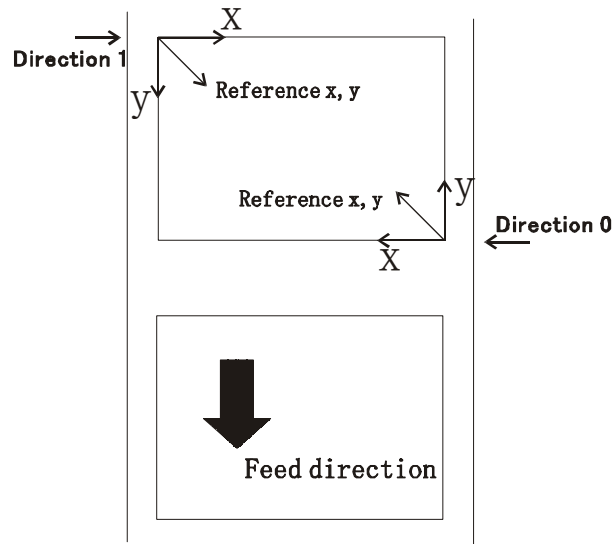 X
Direction 1
Reference x, y
y
Reference x, y
y
Direction 0
X
Feed direction